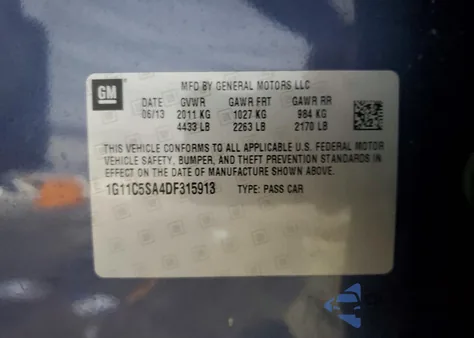 GM
MFD BY GENERAL MOTORS LLC
DATE GVWR GAWR FRT GAWR RR
06/13 2011 KG 1027 KG 984 KG
4433 LB 2263 LB 2170 LB
THIS VEHICLE CONFORMS TO ALL APPLICABLE U.S. FEDERAL MOTOR
VEHICLE SAFETY, BUMPER, AND THEFT PREVENTION STANDARDS IN
EFFECT ON THE DATE OF MANUFACTURE SHOWN ABOVE.
1G11C5SA4DF315913 TYPE: PASS CAR